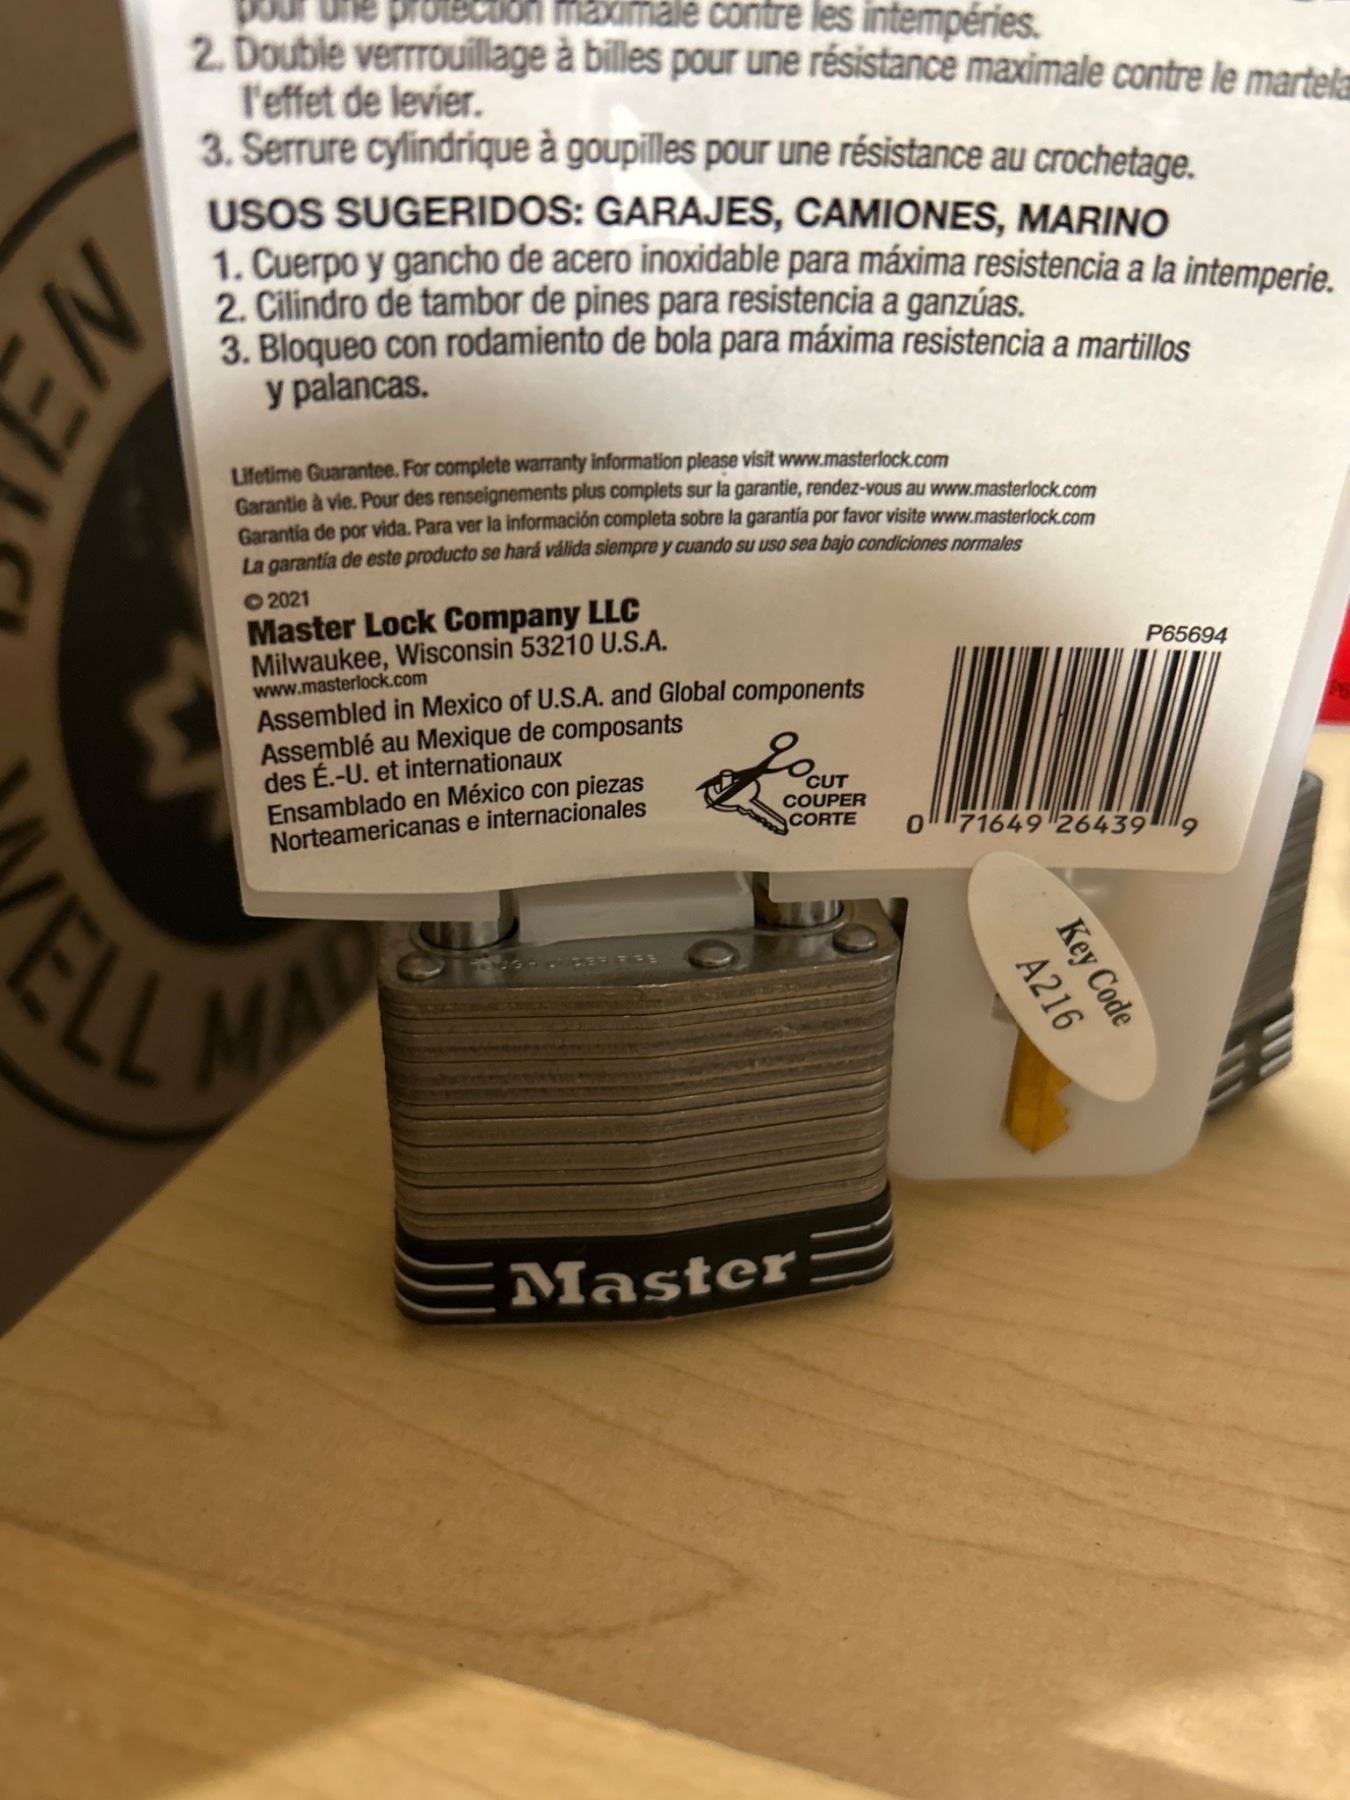 pour une protection maximale contre les intempéries.
2. Double verrrouillage à billes pour une résistance maximale contre le martela
l'effet de levier.
3. Serrure cylindrique à goupilles pour une résistance au crochetage.
USOS SUGERIDOS: GARAJES, CAMIONES, MARINO
1. Cuerpo y gancho de acero inoxidable para máxima resistencia a la intemperie.
2. Cilindro de tambor de pines para resistencia a ganzúas.
3. Bloqueo con rodamiento de bola para máxima resistencia a martillos
y palancas.
Lifetime Guarantee. For complete warranty information please visit www.masterlock.com
Garantie à vie. Pour des renseignements plus complets sur la garantie, rendez-vous au www.masterlock.com
Garantía de por vida. Para ver la información completa sobre la garantía por favor visite www.masterlock.com
La garantía de este producto se hará válida siempre y cuando su uso sea bajo condiciones normales
© 2021
Master Lock Company LLC
Milwaukee, Wisconsin 53210 U.S.A.
www.masterlock.com
Assembled in Mexico of U.S.A. and Global components
Assemblé au Mexique de composants
des É.-U. et internationaux
Ensamblado en México con piezas
Norteamericanas e internacionales
CUT
COUPER
CORTE
P65694
0 71649 26439 9
Key Code
A216
TOUGH UNDER FIRE
Master
BIEN
WELL MA